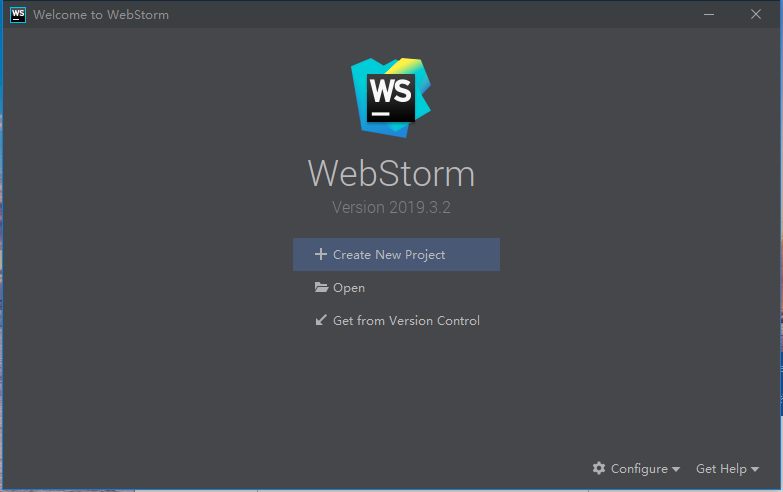 WS Welcome to WebStorm
WS
WebStorm
Version 2019.3.2
Create New Project
Open
Get from Version Control
Configure Get Help